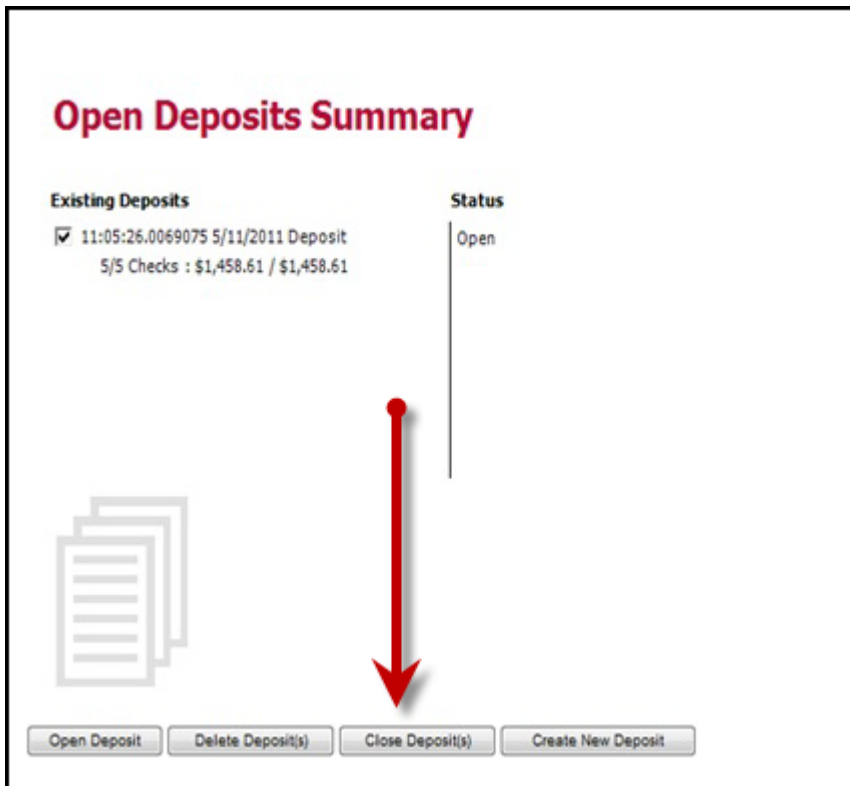 Open Deposits Summary
Existing Deposits
Status
11:05:26.0069075 5/11/2011 Deposit
Open
5/5 Checks : $1,458.61 / $1,458.61
Open Deposit
Delete Deposit(s)
Close Deposit(s)
Create New Deposit